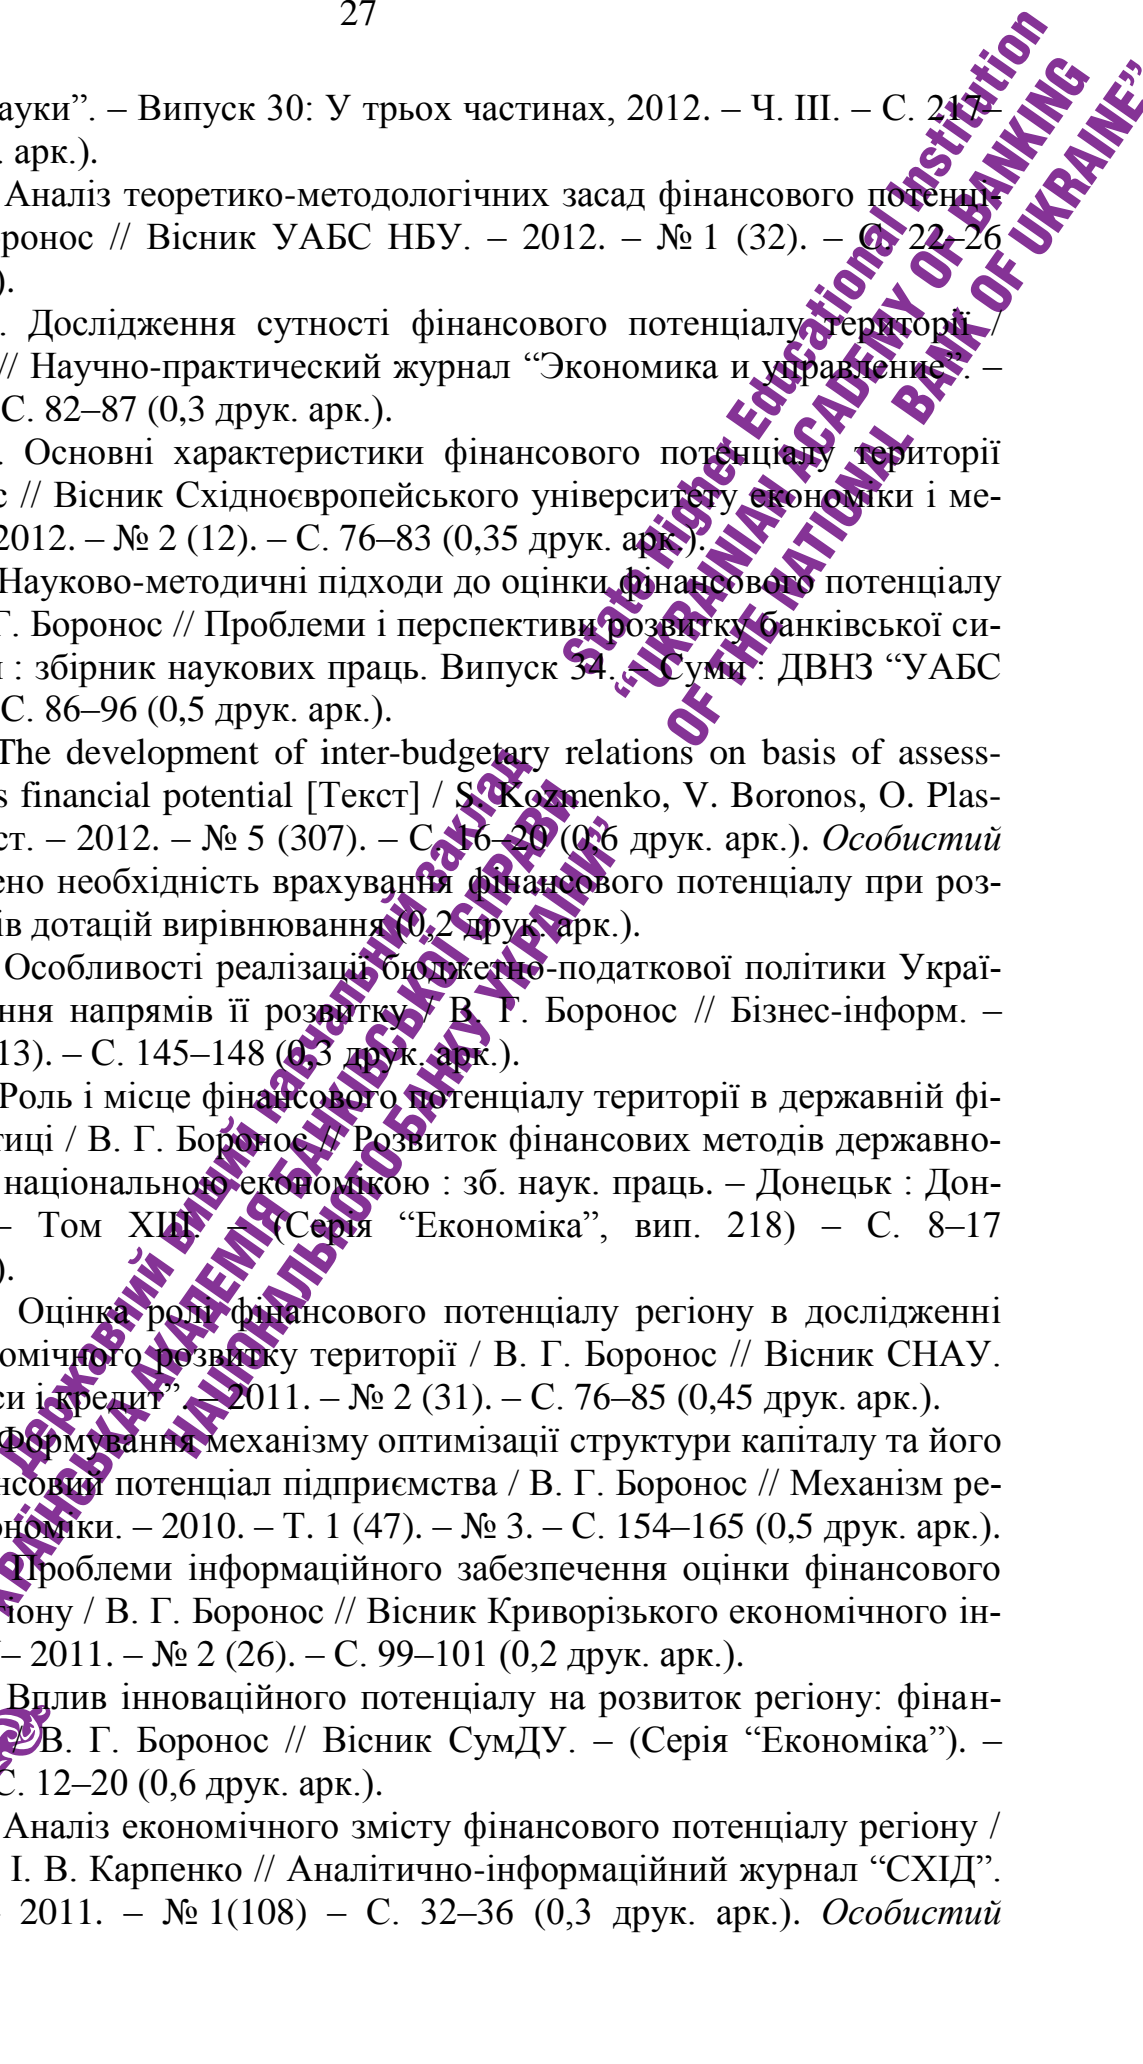 27
ауки”. – Випуск 30: У трьох частинах, 2012. – Ч. ІІІ. – С. 217–
. арк.).
Аналіз теоретико-методологічних засад фінансового потенці-
оронос // Вісник УАБС НБУ. – 2012. – № 1 (32). – С. 22–26
).
. Дослідження сутності фінансового потенціалу території /
// Научно-практический журнал “Экономика и управление”. –
С. 82–87 (0,3 друк. арк.).
. Основні характеристики фінансового потенціалу території
с // Вісник Східноєвропейського університету економіки і ме-
2012. – № 2 (12). – С. 76–83 (0,35 друк. арк.).
Науково-методичні підходи до оцінки фінансового потенціалу
Г. Боронос // Проблеми і перспективи розвитку банківської си-
и : збірник наукових праць. Випуск 34. – Суми : ДВНЗ “УАБС
С. 86–96 (0,5 друк. арк.).
The development of inter-budgetary relations on basis of assess-
s financial potential [Текст] / S. Kozmenko, V. Boronos, O. Plas-
ст. – 2012. – № 5 (307). – С. 16–20 (0,6 друк. арк.). Особистий
ено необхідність врахування фінансового потенціалу при роз-
ів дотацій вирівнювання (0,2 друк. арк.).
Особливості реалізації бюджетно-податкової політики Украї-
ння напрямів її розвитку / В. Г. Боронос // Бізнес-інформ. –
13). – С. 145–148 (0,3 друк. арк.).
Роль і місце фінансового потенціалу території в державній фі-
тиці / В. Г. Боронос // Розвиток фінансових методів державно-
національною економікою : зб. наук. праць. – Донецьк : Дон-
– Том XIII. – (Серія “Економіка”, вип. 218) – С. 8–17
).
Оцінка ролі фінансового потенціалу регіону в дослідженні
омічного розвитку території / В. Г. Боронос // Вісник СНАУ.
си і кредит”. – 2011. – № 2 (31). – С. 76–85 (0,45 друк. арк.).
Формування механізму оптимізації структури капіталу та його
нсовий потенціал підприємства / В. Г. Боронос // Механізм ре-
ономіки. – 2010. – Т. 1 (47). – № 3. – С. 154–165 (0,5 друк. арк.).
Проблеми інформаційного забезпечення оцінки фінансового
іону / В. Г. Боронос // Вісник Криворізького економічного ін-
– 2011. – № 2 (26). – С. 99–101 (0,2 друк. арк.).
Вплив інноваційного потенціалу на розвиток регіону: фінан-
/ В. Г. Боронос // Вісник СумДУ. – (Серія “Економіка”). –
С. 12–20 (0,6 друк. арк.).
Аналіз економічного змісту фінансового потенціалу регіону /
І. В. Карпенко // Аналітично-інформаційний журнал “СХІД”.
2011. – № 1(108) – С. 32–36 (0,3 друк. арк.). Особистий
State Higher Educational Institution
“UKRAINIAN ACADEMY OF BANKING
OF THE NATIONAL BANK OF UKRAINE”
Державний вищий навчальний заклад
КРАЇНСЬКА АКАДЕМІЯ БАНКІВСЬКОЇ СПРАВИ
НАЦІОНАЛЬНОГО БАНКУ УКРАЇНИ”